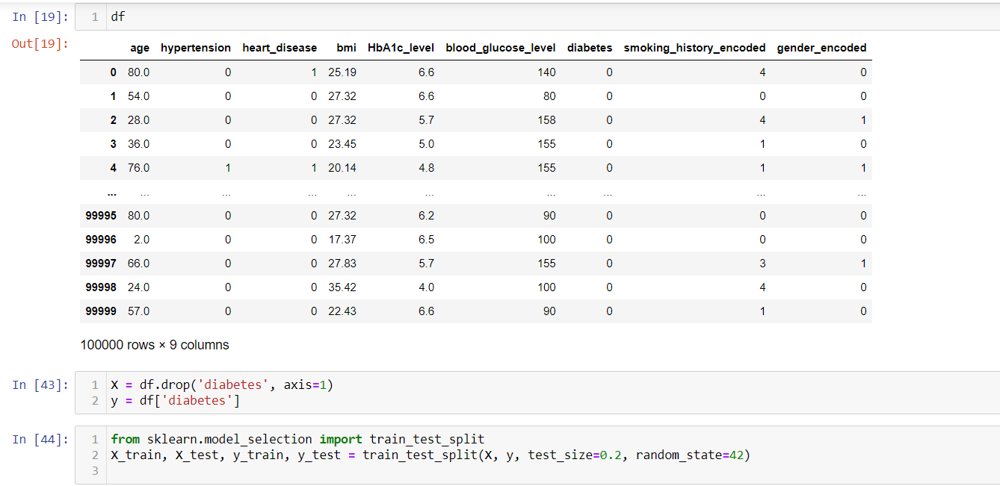 In [19]: 1 df
Out[19]:
age hypertension heart_disease bmi HbA1c_level blood_glucose_level diabetes smoking_history_encoded gender_encoded
0 80.0 0 1 25.19 6.6 140 0 4 0
1 54.0 0 0 27.32 6.6 80 0 0 0
2 28.0 0 0 27.32 5.7 158 0 4 1
3 36.0 0 0 23.45 5.0 155 0 1 0
4 76.0 1 1 20.14 4.8 155 0 1 1
... ... ... ... ... ... ... ... ... ...
99995 80.0 0 0 27.32 6.2 90 0 0 0
99996 2.0 0 0 17.37 6.5 100 0 0 0
99997 66.0 0 0 27.83 5.7 155 0 3 1
99998 24.0 0 0 35.42 4.0 100 0 4 0
99999 57.0 0 0 22.43 6.6 90 0 1 0
100000 rows × 9 columns
In [43]: 1 X = df.drop('diabetes', axis=1)
2 y = df['diabetes']
In [44]: 1 from sklearn.model_selection import train_test_split
2 X_train, X_test, y_train, y_test = train_test_split(X, y, test_size=0.2, random_state=42)
3